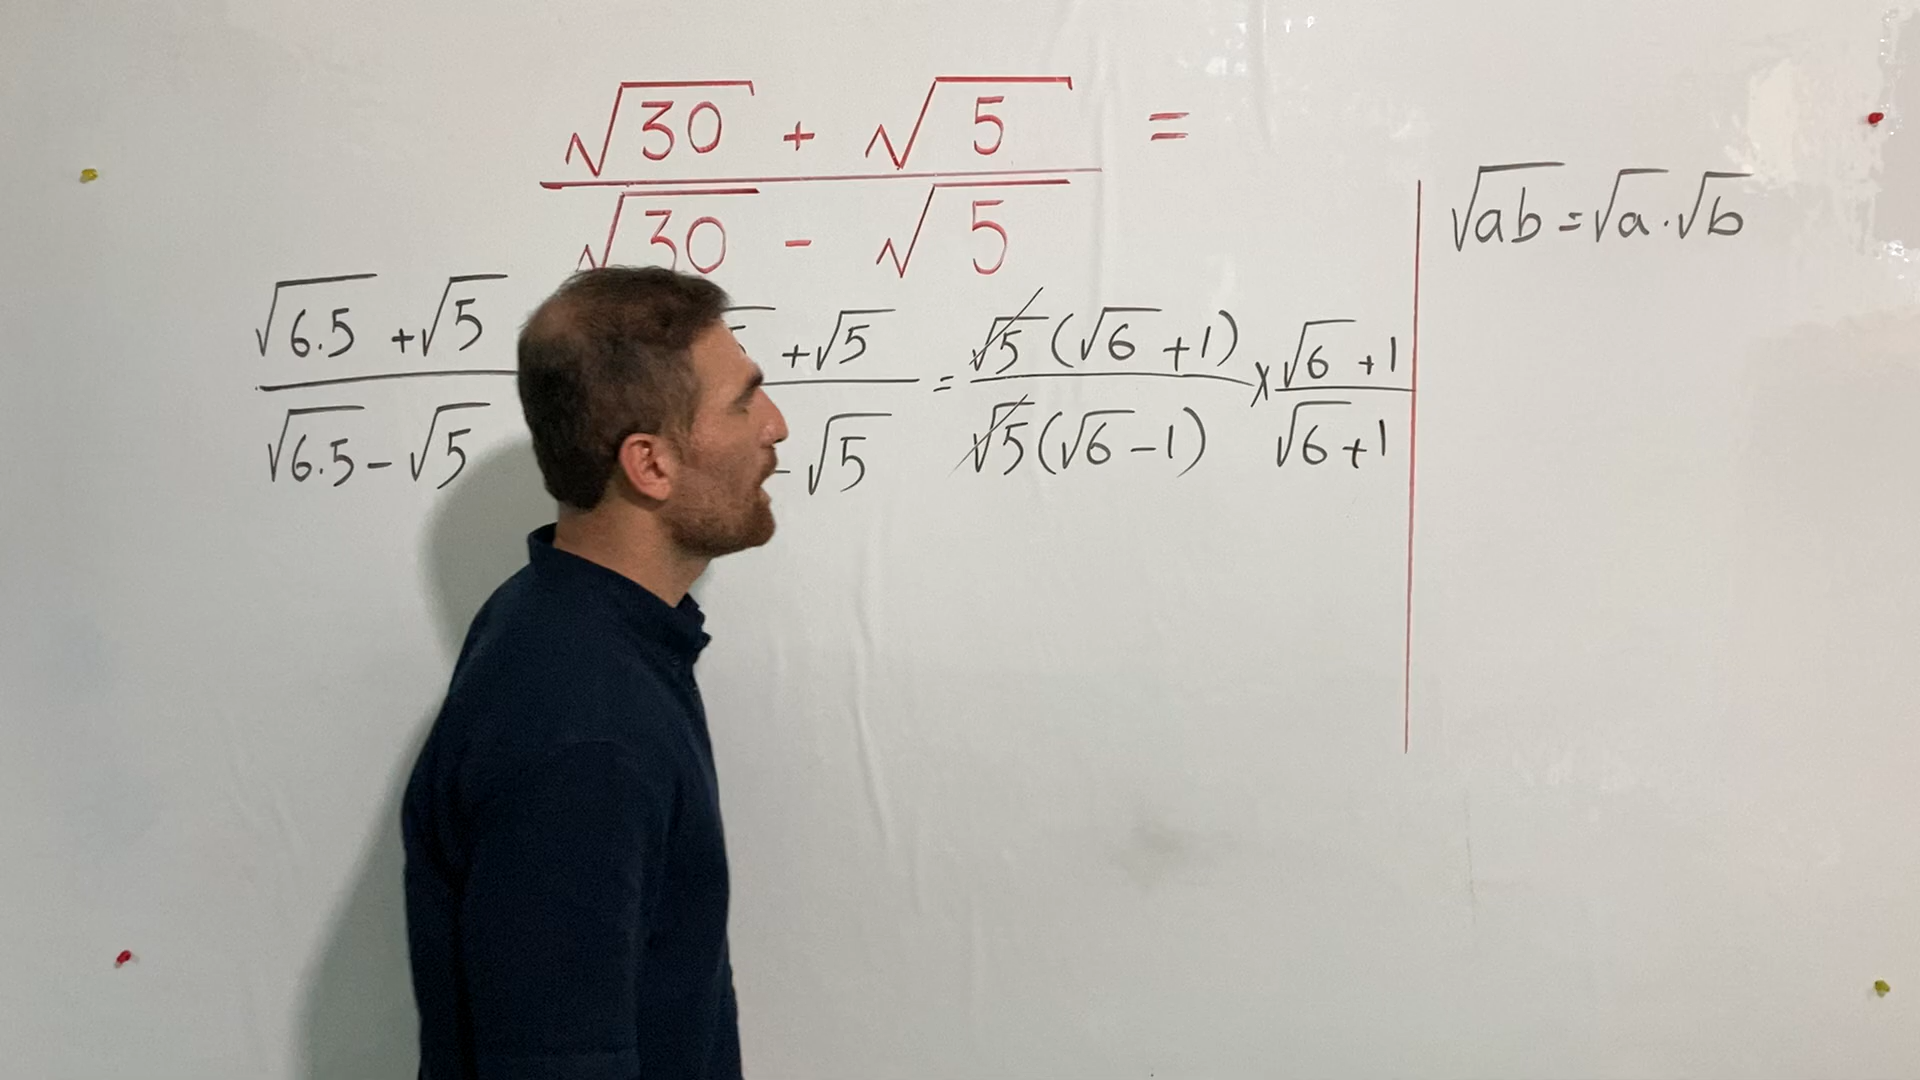 √30 + √5 =
√30 - √5
√ab = √a . √b
√6.5 + √5
√6.5 - √5
+ √5
- √5
= √5 (√6 + 1) x √6 + 1
√5 (√6 - 1) √6 + 1